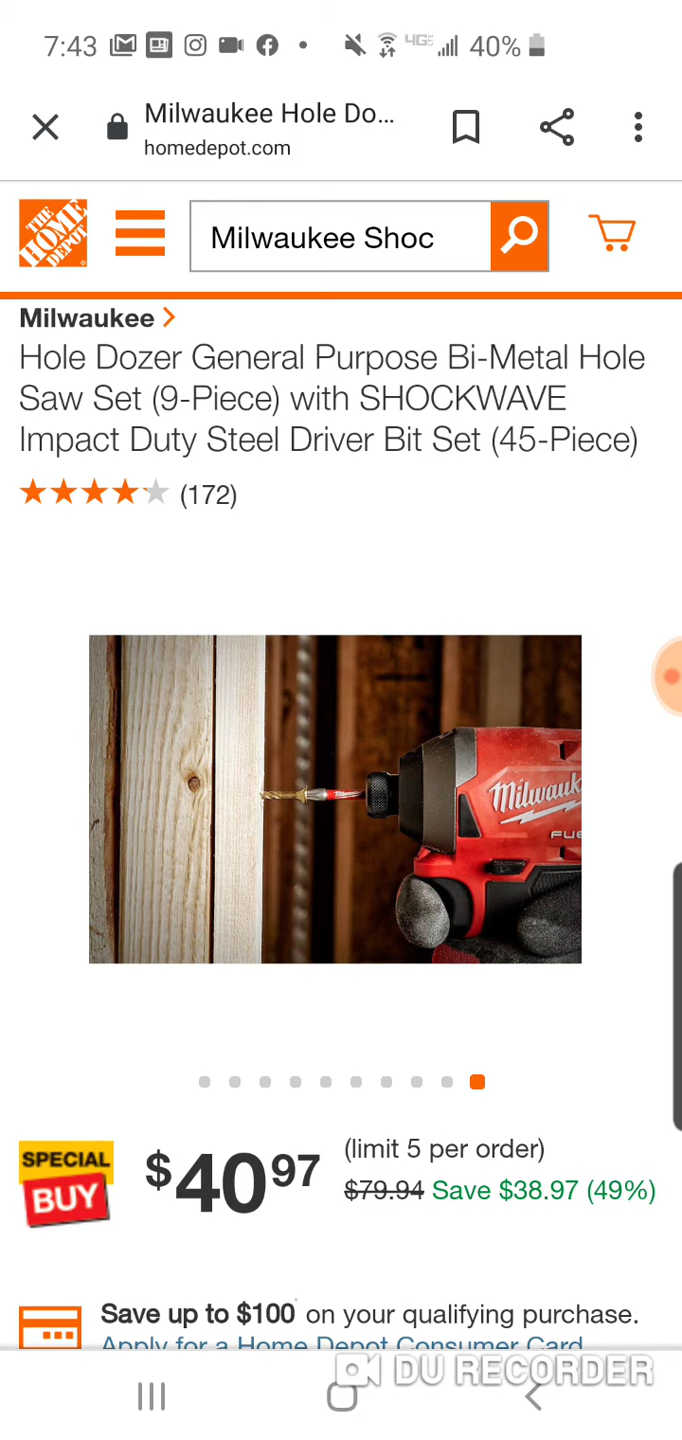 7:43 4G 40%
Milwaukee Hole Do...
homedepot.com
THE HOME DEPOT
Milwaukee Shoc
Milwaukee
Hole Dozer General Purpose Bi-Metal Hole
Saw Set (9-Piece) with SHOCKWAVE
Impact Duty Steel Driver Bit Set (45-Piece)
(172)
Milwauk
FUE
SPECIAL
BUY
$4097
(limit 5 per order)
$79.94 Save $38.97 (49%)
Save up to $100 on your qualifying purchase.
Apply for a Home Depot Consumer Card
DU RECORDER